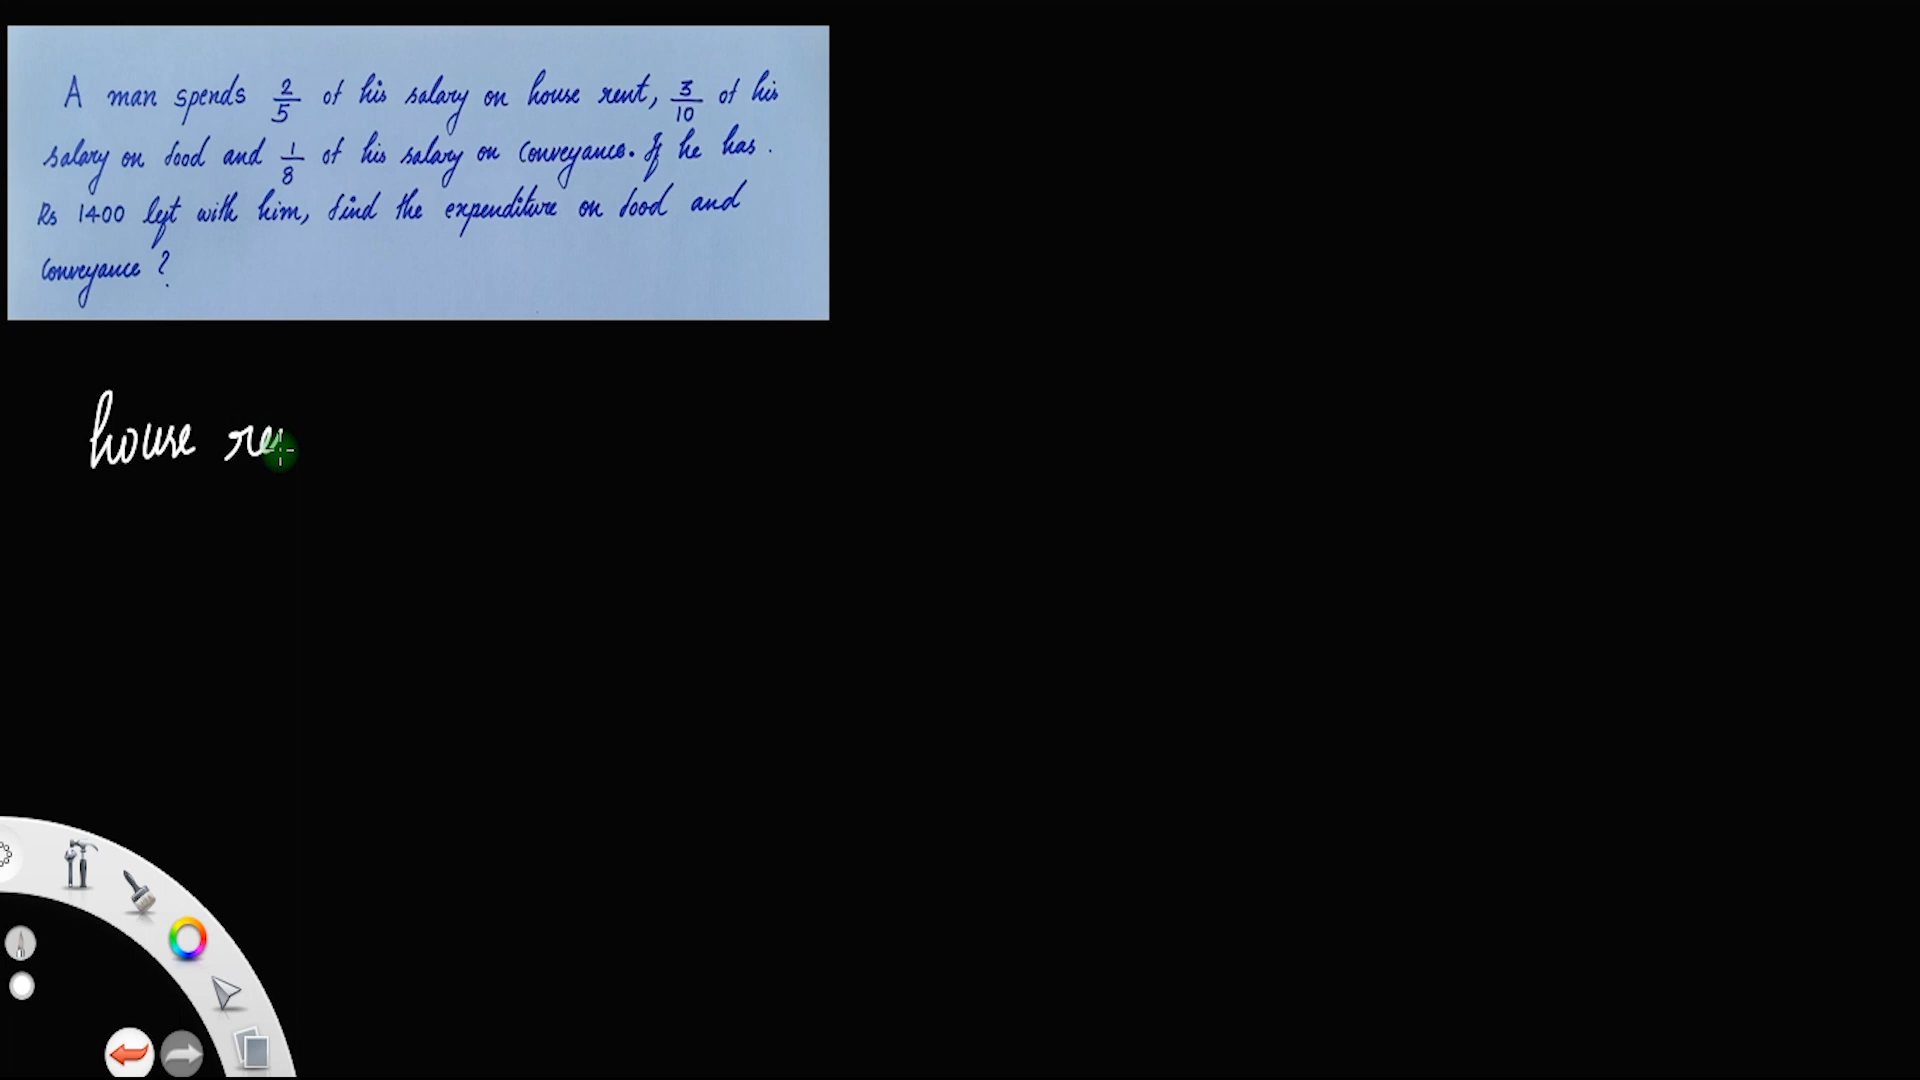 A man spends 2/5 of his salary on house rent, 3/10 of his
salary on food and 1/8 of his salary on conveyance. If he has.
Rs 1400 left with him, find the expenditure on food and
conveyance ?
house ren